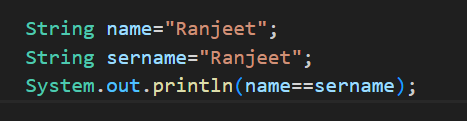 String name="Ranjeet";
String sername="Ranjeet";
System.out.println(name==sername);